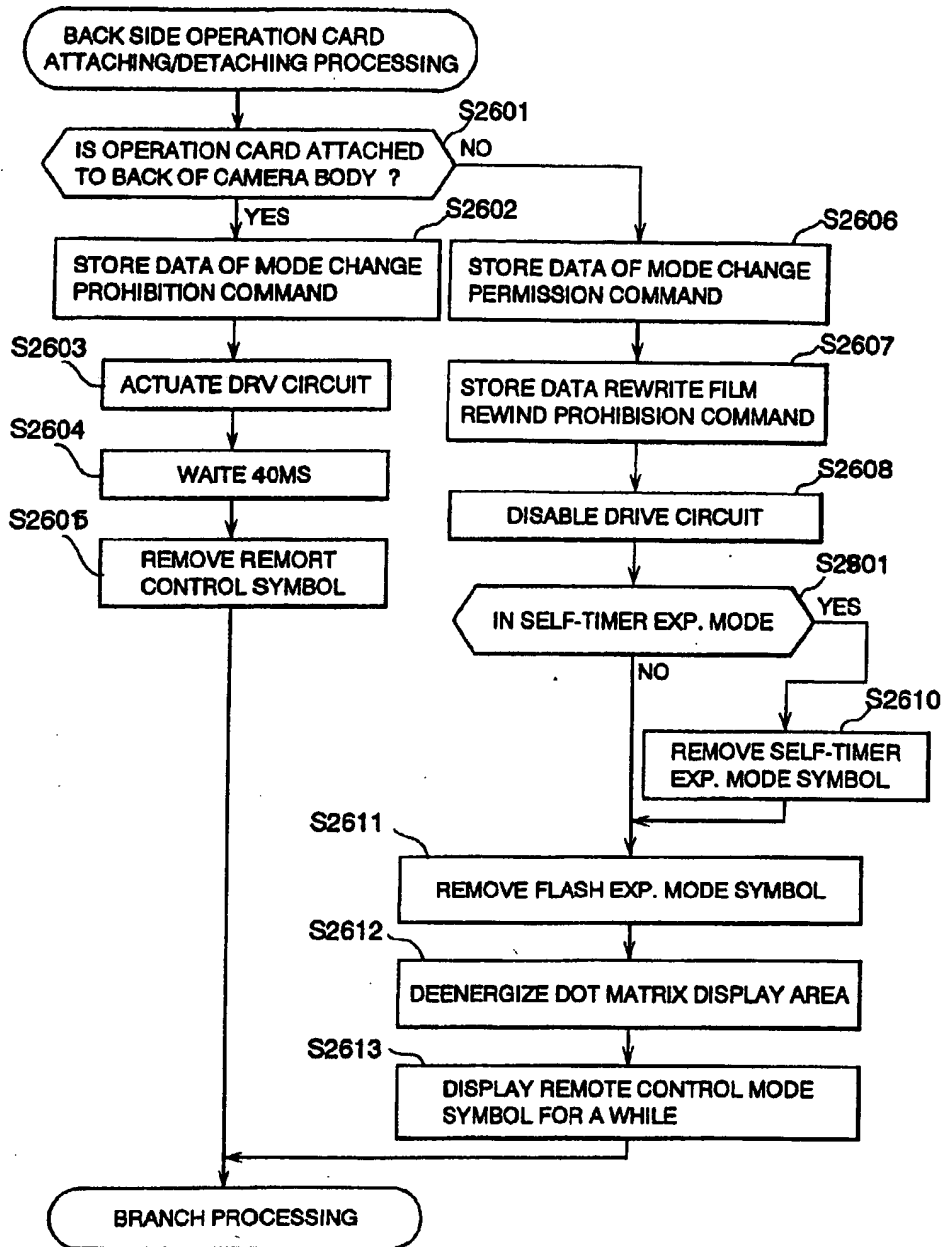 BACK SIDE OPERATION CARD
ATTACHING/DETACHING PROCESSING
S2601
IS OPERATION CARD ATTACHED
TO BACK OF CAMERA BODY ?
NO
YES
S2602
STORE DATA OF MODE CHANGE
PROHIBITION COMMAND
S2603
ACTUATE DRV CIRCUIT
S2604
WAITE 40MS
REMOVE REMORT
CONTROL SYMBOL
S2606
STORE DATA OF MODE CHANGE
PERMISSION COMMAND
S2607
STORE DATA REWRITE FILM
REWIND PROHIBISION COMMAND
S2608
DISABLE DRIVE CIRCUIT
IN SELF-TIMER EXP. MODE
YES
NO
S2610
REMOVE SELF-TIMER
EXP. MODE SYMBOL
S2611
REMOVE FLASH EXP. MODE SYMBOL
S2612
DEENERGIZE DOT MATRIX DISPLAY AREA
S2613
DISPLAY REMOTE CONTROL MODE
SYMBOL FOR A WHILE
BRANCH PROCESSING